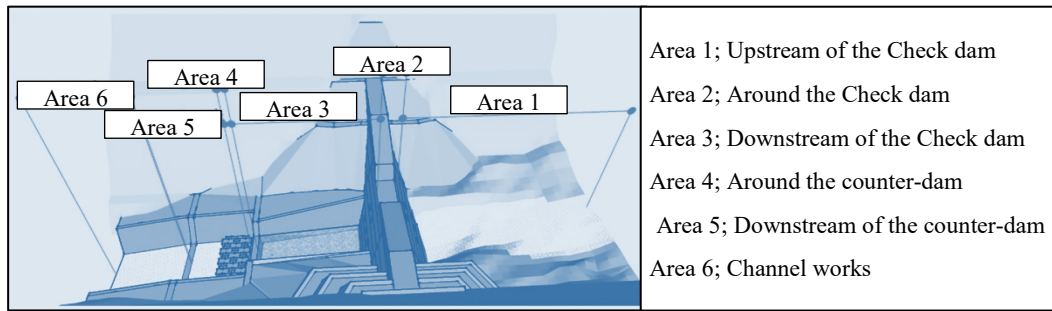 Area 2
Area 4
Area 6
Area 3
Area 1
Area 5
Area 1; Upstream of the Check dam
Area 2; Around the Check dam
Area 3; Downstream of the Check dam
Area 4; Around the counter-dam
Area 5; Downstream of the counter-dam
Area 6; Channel works